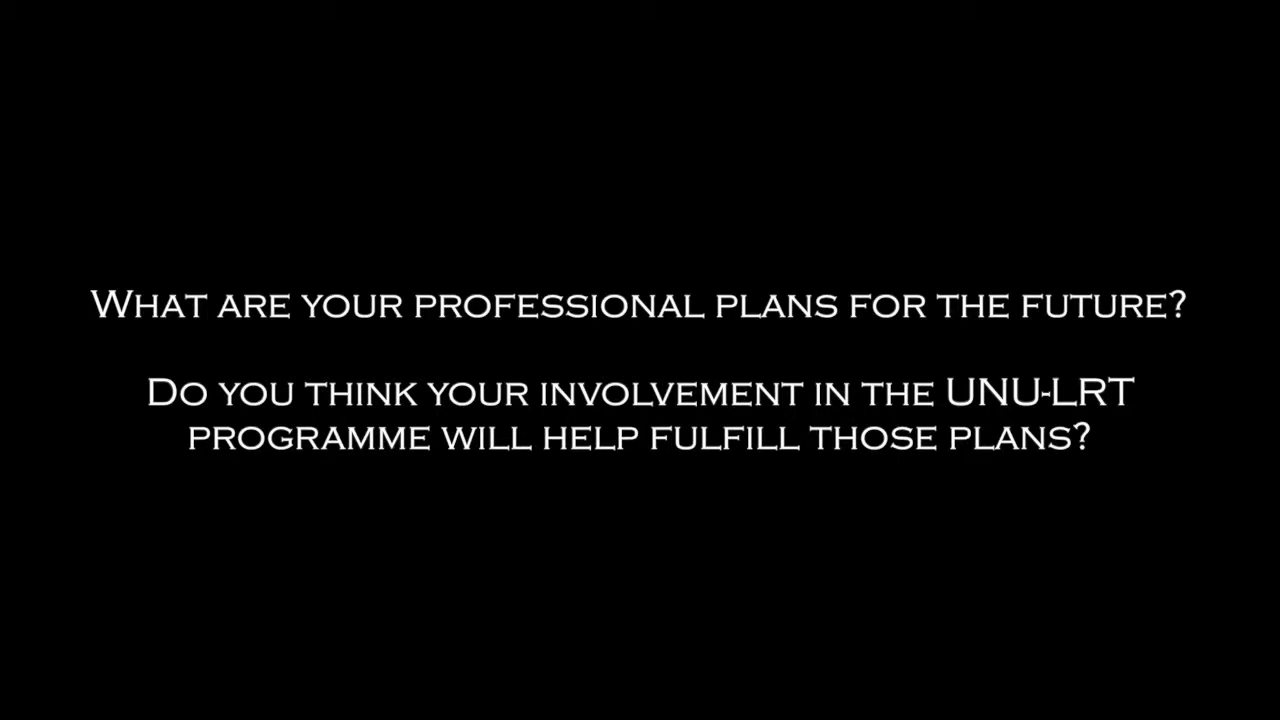 What are your professional plans for the future?
Do you think your involvement in the UNU-LRT
programme will help fulfill those plans?